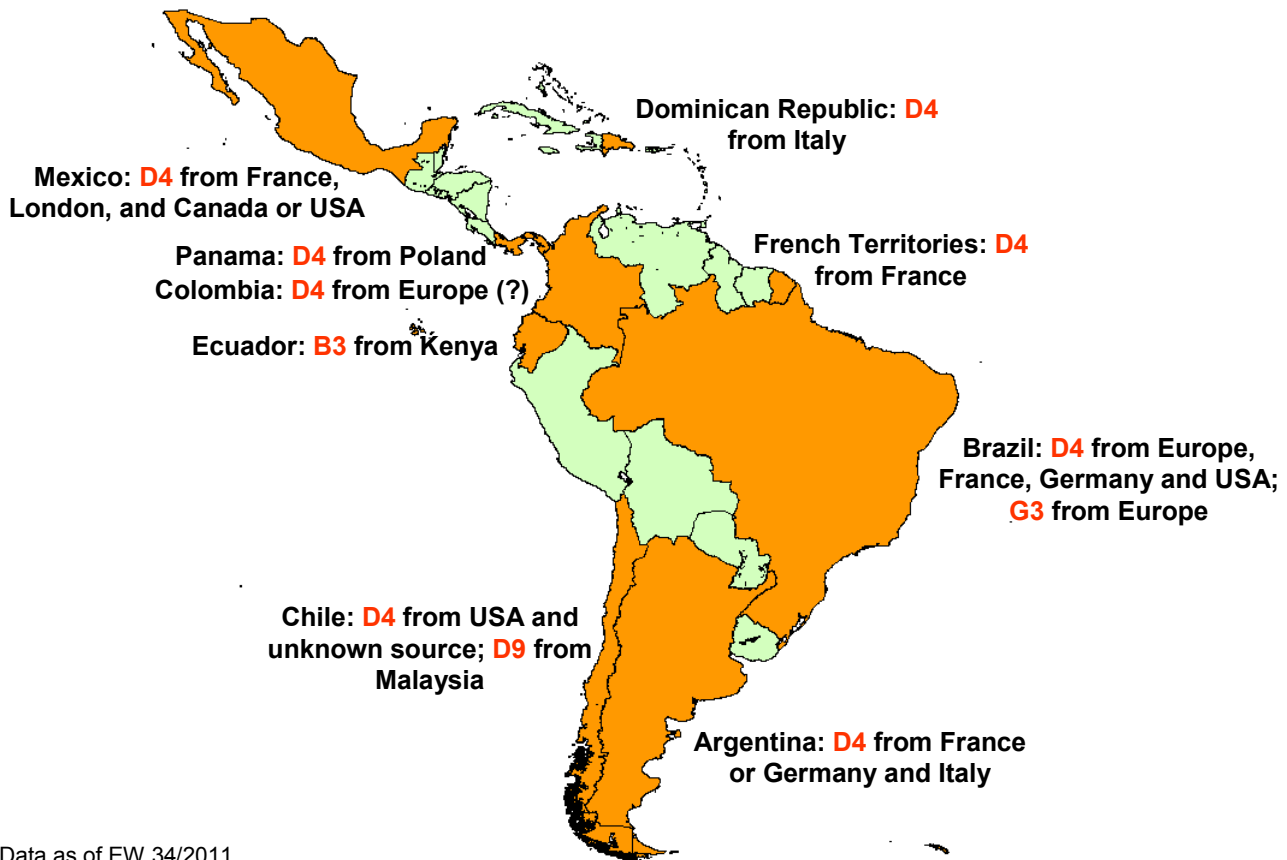 Dominican Republic: D4
from Italy
Mexico: D4 from France,
London, and Canada or USA
French Territories: D4
from France
Panama: D4 from Poland
Colombia: D4 from Europe (?)
Ecuador: B3 from Kenya
Brazil: D4 from Europe,
France, Germany and USA;
G3 from Europe
Chile: D4 from USA and
unknown source; D9 from
Malaysia
Argentina: D4 from France
or Germany and Italy
Data as of EW 34/2011